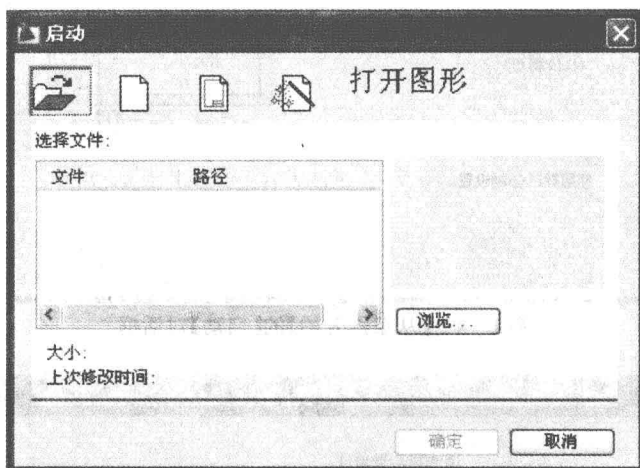 启动
打开图形
选择文件:
文件 路径
浏览...
大小:
上次修改时间:
确定 取消